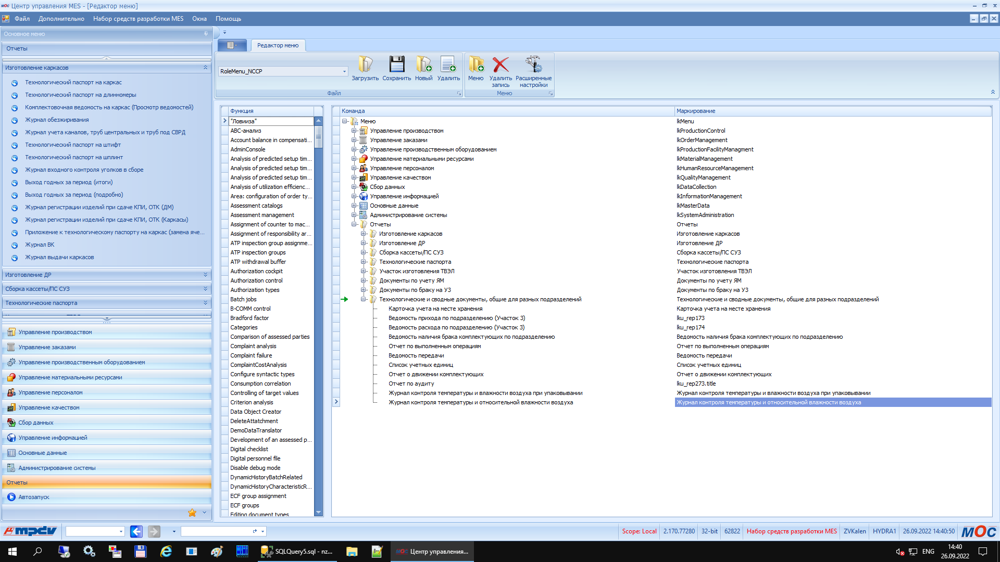 Центр управления MES - [Редактор меню]
Файл Дополнительно Набор средств разработки MES Окна Помощь
Основное меню
Отчеты
Изготовление каркасов
Технологический паспорт на каркас
Технологический паспорт на длинномеры
Комплектовочная ведомость на каркас (Просмотр ведомостей)
Журнал обезжиривания
Журнал учета каналов, труб центральных и труб под СВРД
Технологический паспорт на штифт
Технологический паспорт на шплинт
Журнал входного контроля уголков в сборе
Выход годных за период (итоги)
Выход годных за период (подробно)
Журнал регистрации изделий при сдаче КПИ, ОТК (ДМ)
Журнал регистрации изделий при сдаче КПИ, ОТК (Каркасы)
Приложение к технологическому паспорту на каркас (замена яче...
Журнал ВК
Журнал выдачи каркасов
Изготовление ДР
Сборка кассеты/ПС СУЗ
Технологические паспорта
Управление производством
Управление заказами
Управление производственным оборудованием
Управление материальными ресурсами
Управление персоналом
Управление качеством
Сбор данных
Управление информацией
Основные данные
Администрирование системы
Отчеты
Автозапуск
Редактор меню
RoleMenu_NCCP
Загрузить Сохранить Новый Удалить
Файл
Меню Удалить запись Расширенные настройки
Меню
Функция
"Ловииза"
ABC-анализ
Account balance in compensati...
AdminConsole
Analysis of predicted setup tim...
Analysis of predicted setup tim...
Analysis of predicted setup tim...
Analysis of utilization efficienc...
Area: configuration of order ty...
Assessment catalogs
Assessment management
Assignment of counter to mac...
Assignment of responsibility ar...
ATP inspection group assignme...
ATP inspection groups
ATP withdrawal buffer
Authorization cockpit
Authorization control
Authorization types
Batch jobs
B-COMM control
Bradford factor
Categories
Comparison of assessed parties
Complaint analysis
Complaint failure
ComplaintCostAnalysis
Configure syntactic types
Consumption correlation
Controlling of target values
Criterion analysis
Data Object Creator
DeleteAttatchment
DemoDataTranslator
Development of an assessed p...
Digital checklist
Digital personnel file
Disable debug mode
DynamicHistoryBatchRelated
DynamicHistoryCharacteristicR...
ECF group assignment
ECF groups
Editing document types
Команда Маркирование
Меню lkMenu
Управление производством lkProductionControl
Управление заказами lkOrderManagement
Управление производственным оборудованием lkProductionFacilityManagment
Управление материальными ресурсами lkMaterialManagement
Управление персоналом lkHumanResourceManagement
Управление качеством lkQualityManagement
Сбор данных lkDataCollection
Управление информацией lkInformationManagement
Основные данные lkMasterData
Администрирование системы lkSystemAdministration
Отчеты Отчеты
Изготовление каркасов Изготовление каркасов
Изготовление ДР Изготовление ДР
Сборка кассеты/ПС СУЗ Сборка кассеты/ПС СУЗ
Технологические паспорта Технологические паспорта
Участок изготовления ТВЭЛ Участок изготовления ТВЭЛ
Документы по учету ЯМ Документы по учету ЯМ
Документы по браку на УЗ Документы по браку на УЗ
Технологические и сводные документы, общие для разных подразделений Технологические и сводные документы, общие для разных подразделений
Карточка учета на месте хранения Карточка учета на месте хранения
Ведомость прихода по подразделению (Участок 3) lku_rep173
Ведомость расхода по подразделению (Участок 3) lku_rep174
Ведомость наличия брака комплектующих по подразделению Ведомость наличия брака комплектующих по подразделению
Отчет по выполненным операциям Отчет по выполненным операциям
Ведомость передачи Ведомость передачи
Список учетных единиц Список учетных единиц
Отчет о движении комплектующих Отчет о движении комплектующих
Отчет по аудиту lku_rep273.title
Журнал контроля температуры и влажности воздуха при упаковывании Журнал контроля температуры и влажности воздуха при упаковывании
Журнал контроля температуры и относительной влажности воздуха Журнал контроля температуры и относительной влажности воздуха
mpdv
Scope: Local 2.170.77280 32-bit 62822 Набор средств разработки MES ZVKalen HYDRA1 26.09.2022 14:40:50 MOC
SQLQuery5.sql - nz... Центр управления... ENG 14:40
26.09.2022